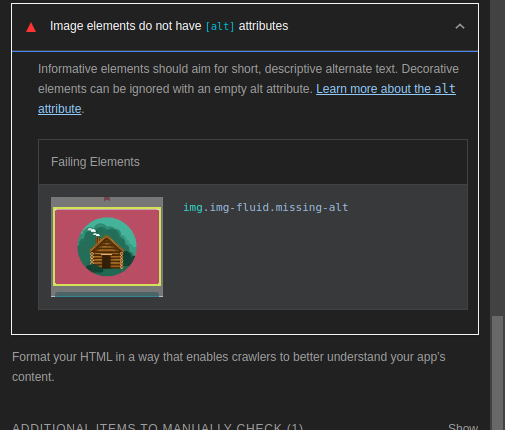 Image elements do not have [alt] attributes
Informative elements should aim for short, descriptive alternate text. Decorative
elements can be ignored with an empty alt attribute. Learn more about the alt
attribute.
Failing Elements
img.img-fluid.missing-alt
Format your HTML in a way that enables crawlers to better understand your app's
content.
ADDITIONAL ITEMS TO MANUALLY CHECK (1)
Show